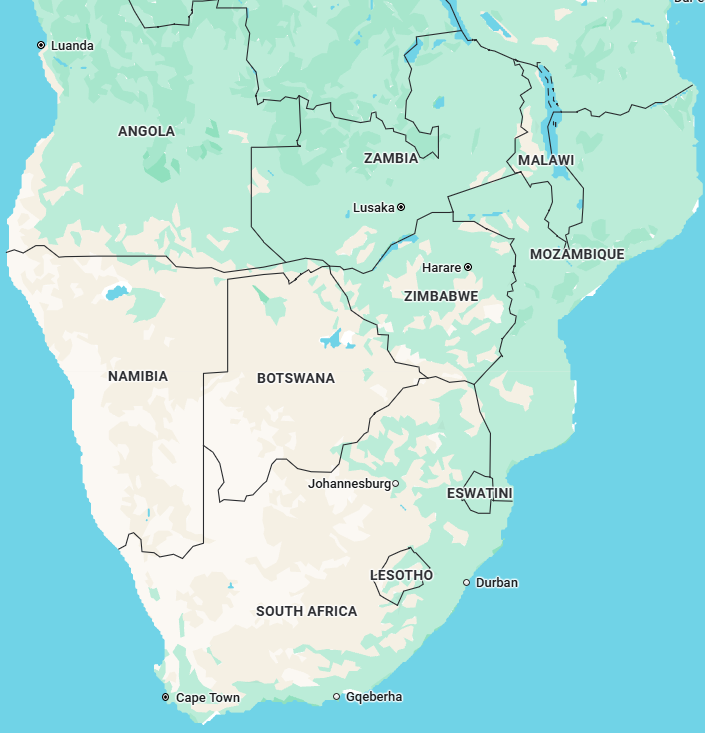 Luanda
ANGOLA
ZAMBIA
MALAWI
Lusaka
MOZAMBIQUE
Harare
ZIMBABWE
NAMIBIA
BOTSWANA
Johannesburg
ESWATINI
LESOTHO
Durban
SOUTH AFRICA
Cape Town
Gqeberha